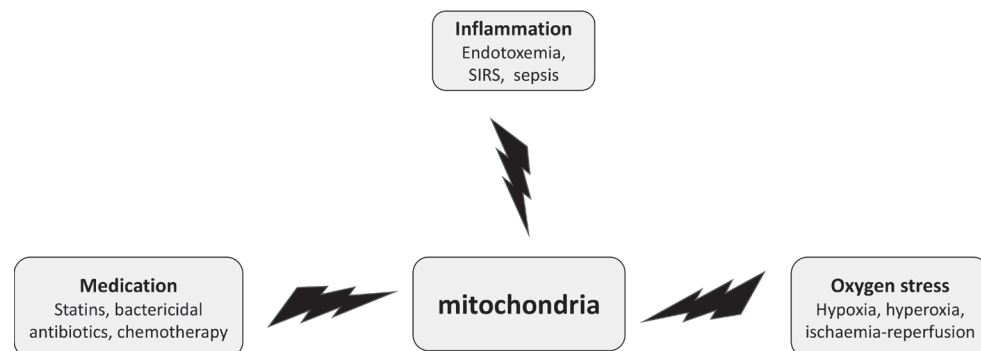 Inflammation
Endotoxemia,
SIRS, sepsis
Medication
Statins, bactericidal
antibiotics, chemotherapy
mitochondria
Oxygen stress
Hypoxia, hyperoxia,
ischaemia-reperfusion